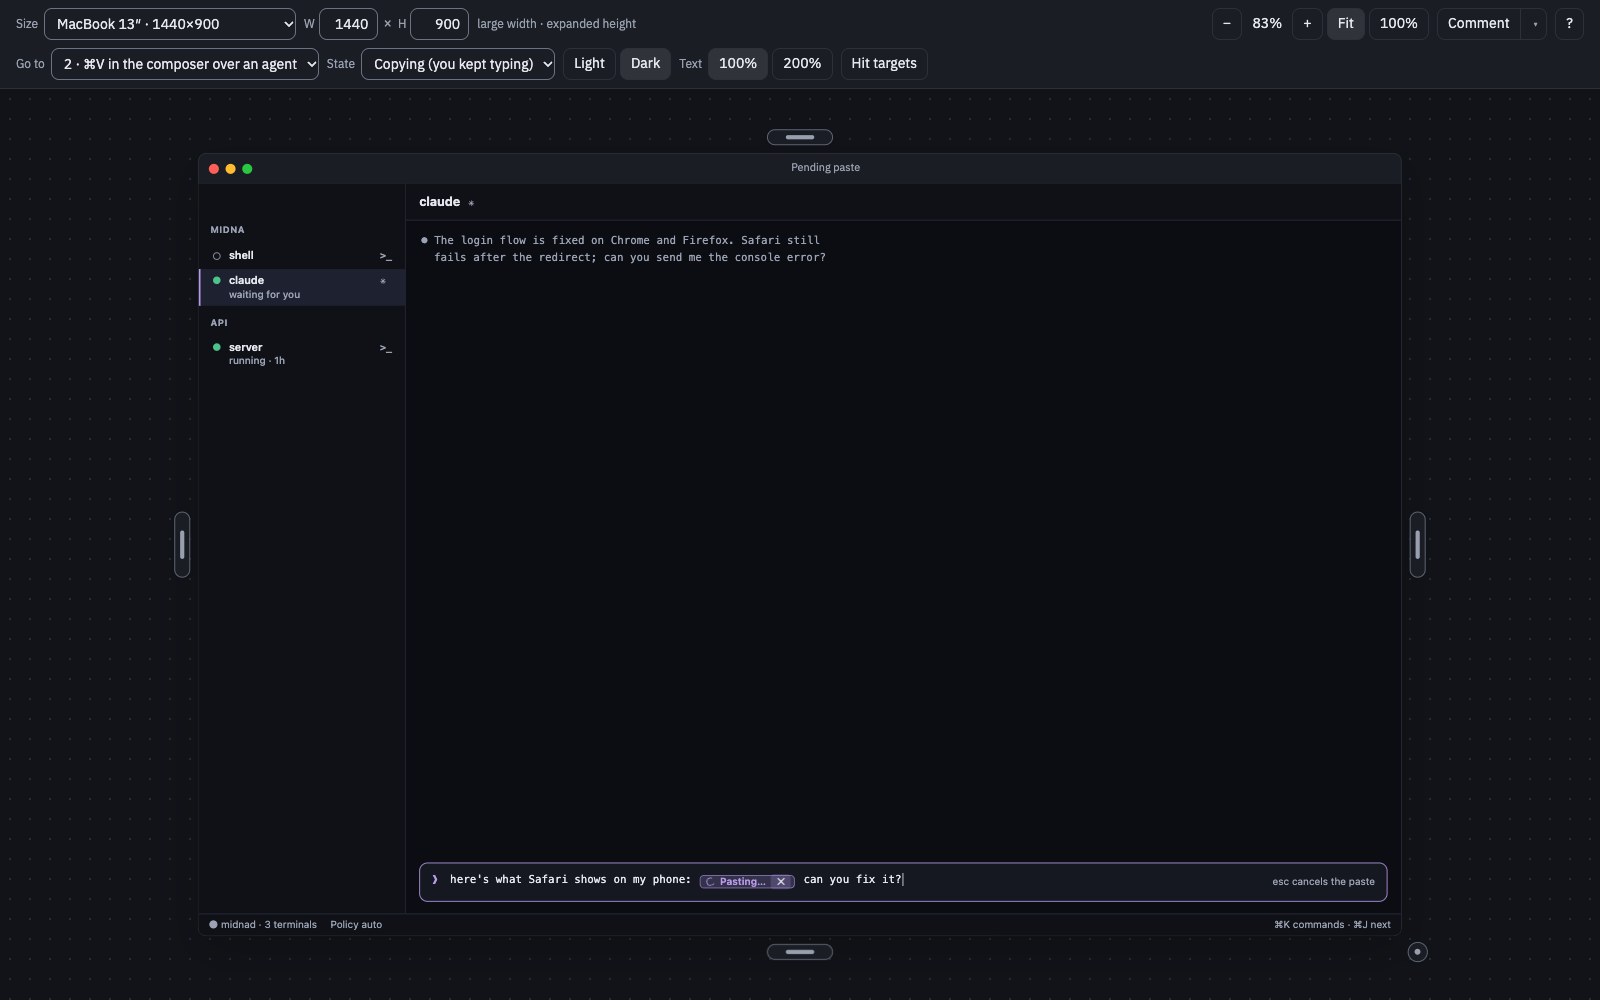 Size MacBook 13" · 1440×900 W 1440 × H 900 large width · expanded height − 83% + Fit 100% Comment ?
Go to 2 · ⌘V in the composer over an agent State Copying (you kept typing) Light Dark Text 100% 200% Hit targets
Pending paste
claude *
MIDNA
shell >_
claude *
waiting for you
API
server >_
running · 1h
The login flow is fixed on Chrome and Firefox. Safari still
fails after the redirect; can you send me the console error?
❯ here's what Safari shows on my phone: Pasting... ✕ can you fix it? esc cancels the paste
midnad · 3 terminals Policy auto ⌘K commands · ⌘J next